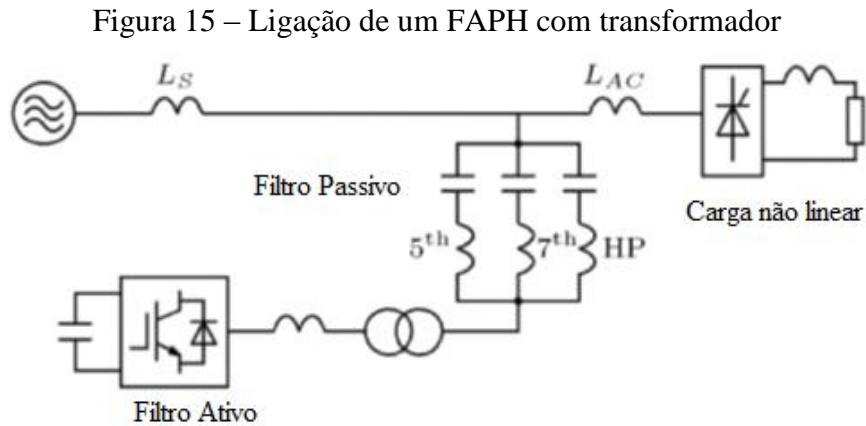 Figura 15 – Ligação de um FAPH com transformador
L_S
L_AC
Filtro Passivo
Carga não linear
5th
7th
HP
Filtro Ativo